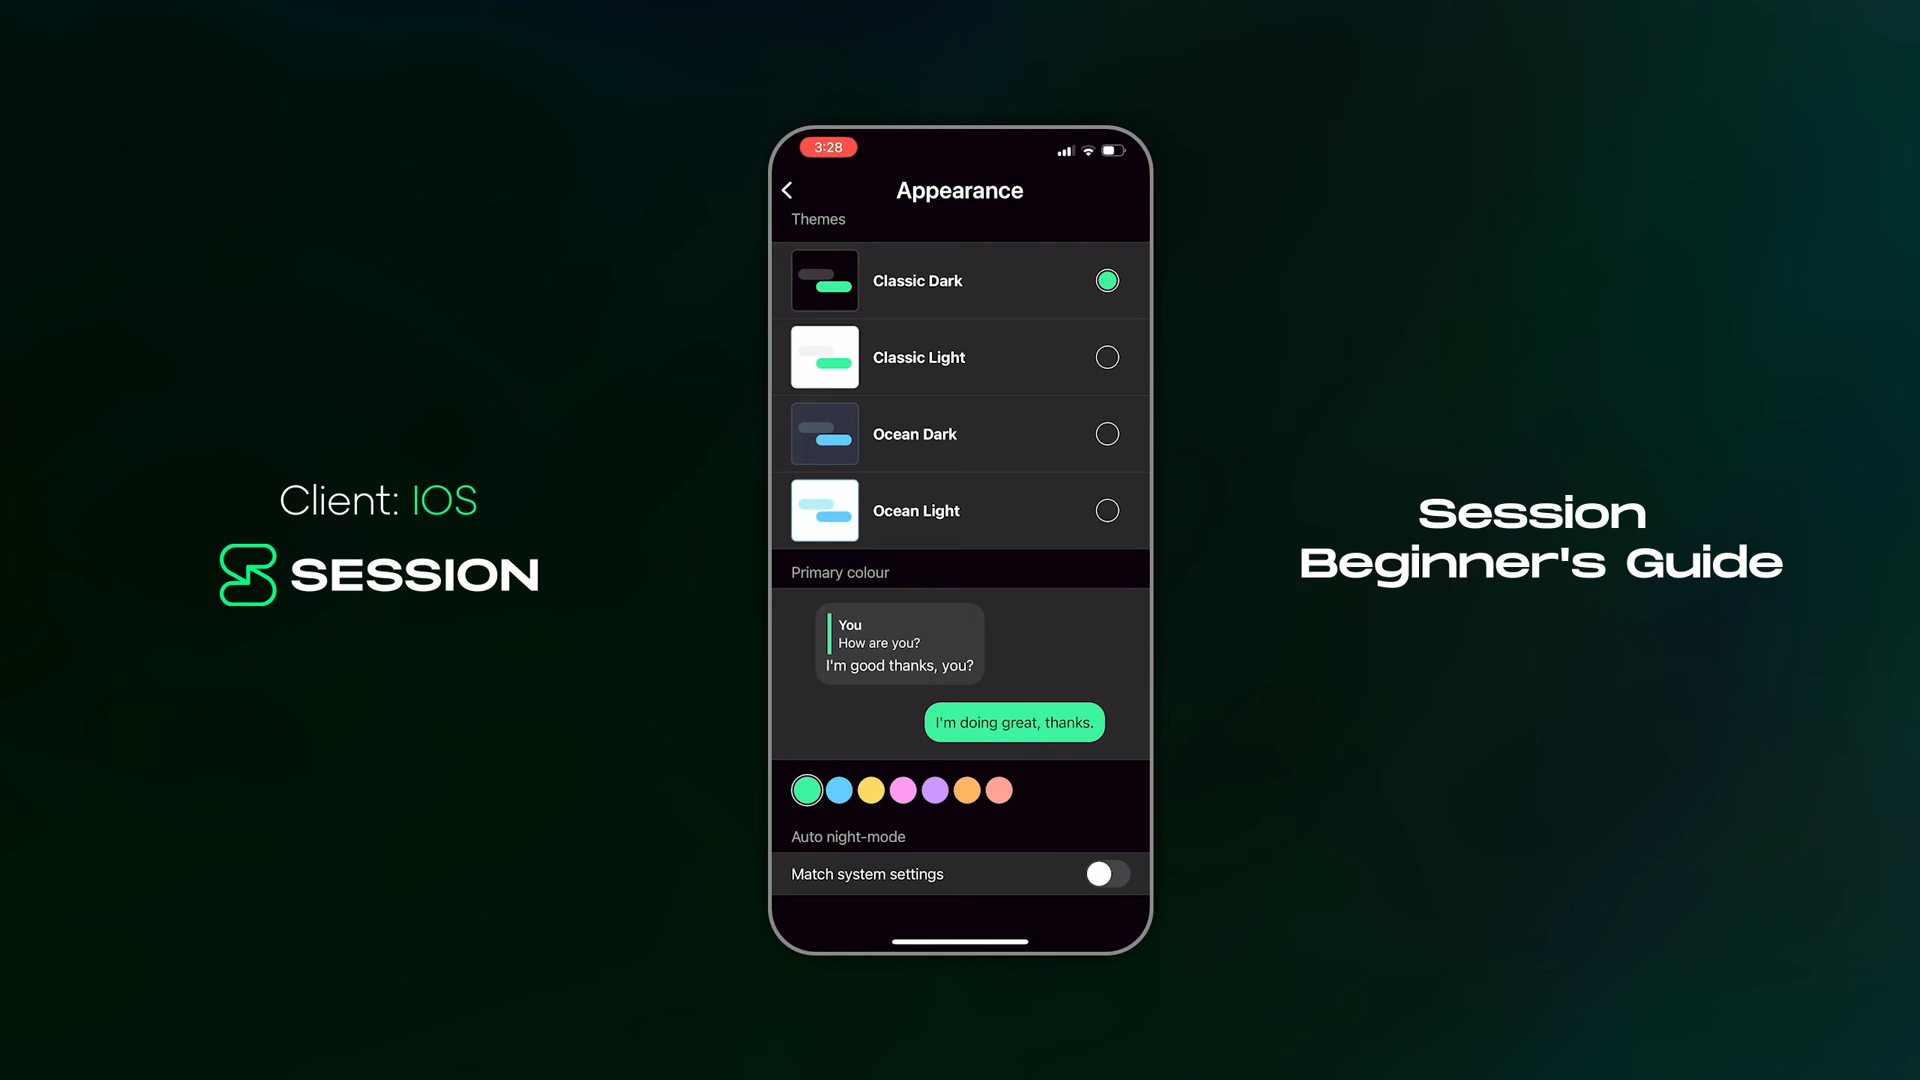 Client: IOS
SESSION
3:28
Appearance
Themes
Classic Dark
Classic Light
Ocean Dark
Ocean Light
Primary colour
You
How are you?
I'm good thanks, you?
I'm doing great, thanks.
Auto night-mode
Match system settings
Session
Beginner's Guide